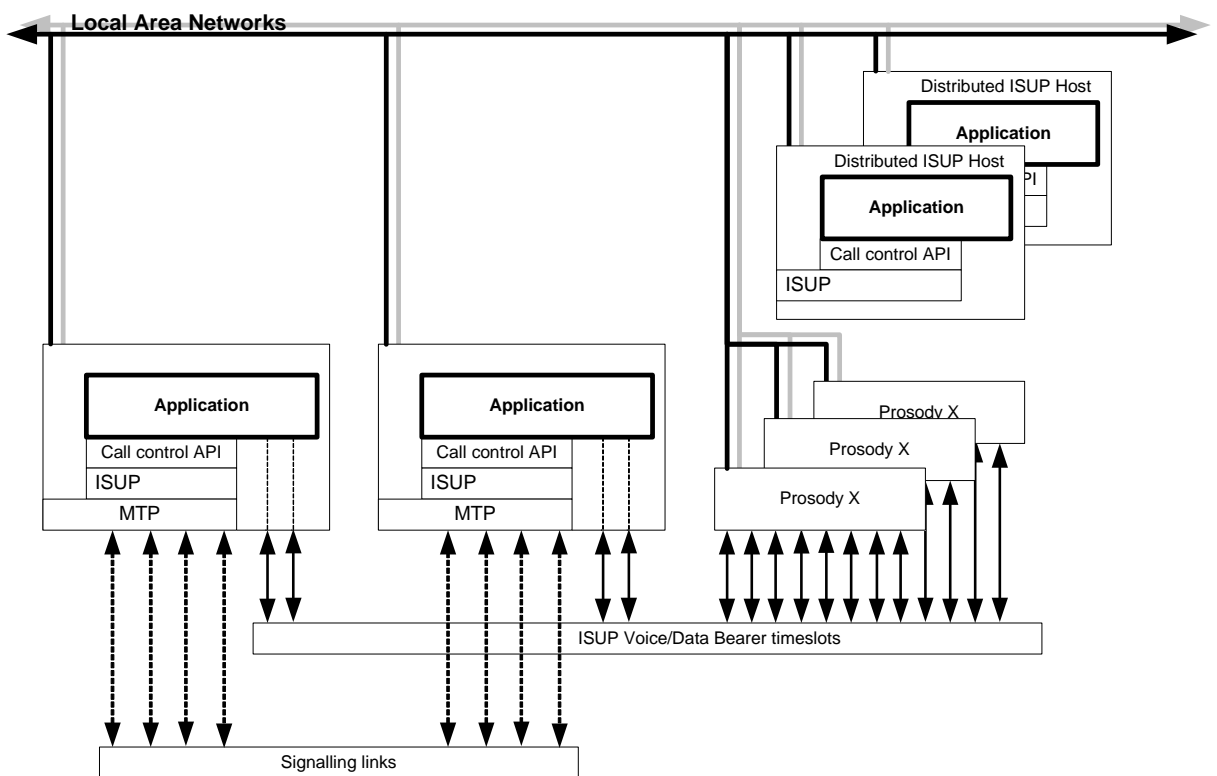 Local Area Networks
Distributed ISUP Host
Application
PI
Distributed ISUP Host
Application
Call control API
ISUP
Application
Call control API
ISUP
MTP
Application
Call control API
ISUP
MTP
Prosody X
Prosody X
Prosody X
ISUP Voice/Data Bearer timeslots
Signalling links